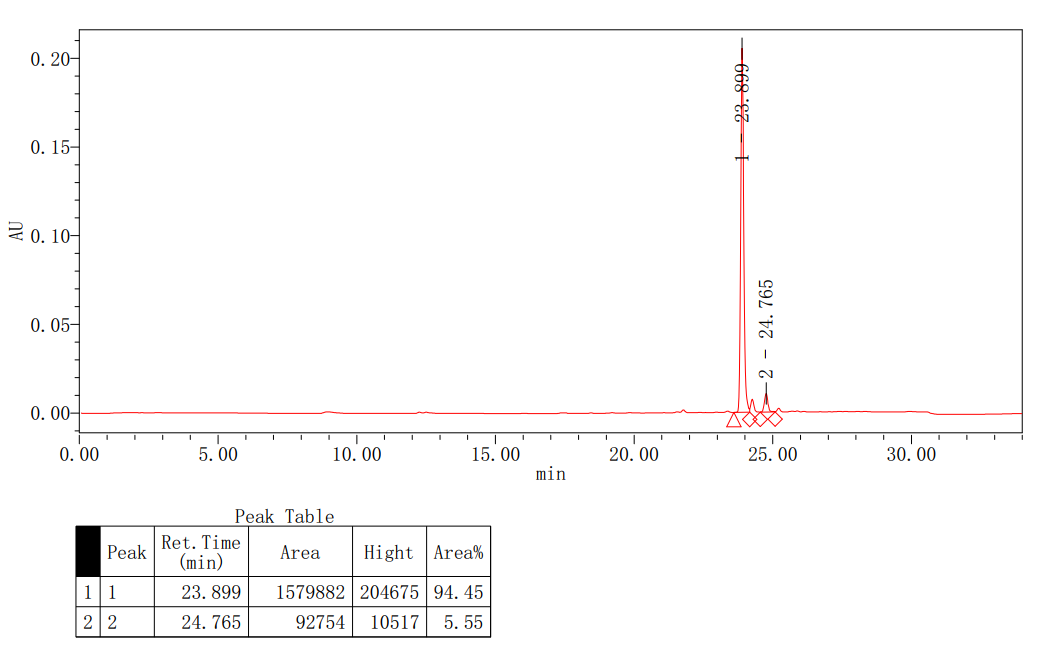 0.20
0.15
0.10
0.05
0.00
AU
1 - 23.899
2 - 24.765
0.00 5.00 10.00 15.00 20.00 25.00 30.00
min
Peak Table
Peak Ret.Time (min) Area Hight Area%
1 1 23.899 1579882 204675 94.45
2 2 24.765 92754 10517 5.55